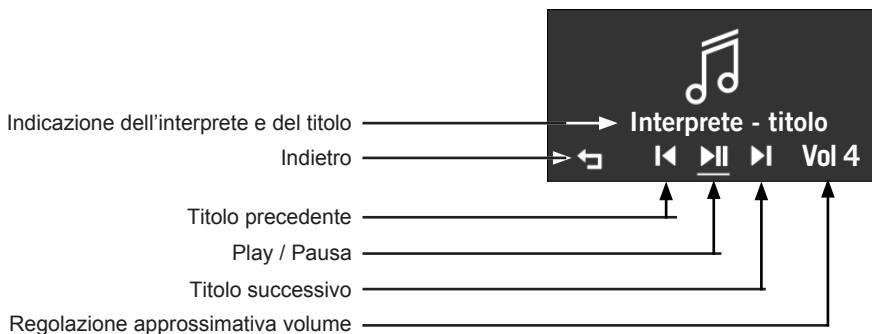 Interprete - titolo
Vol 4
Indicazione dell’interprete e del titolo
Indietro
Titolo precedente
Play / Pausa
Titolo successivo
Regolazione approssimativa volume